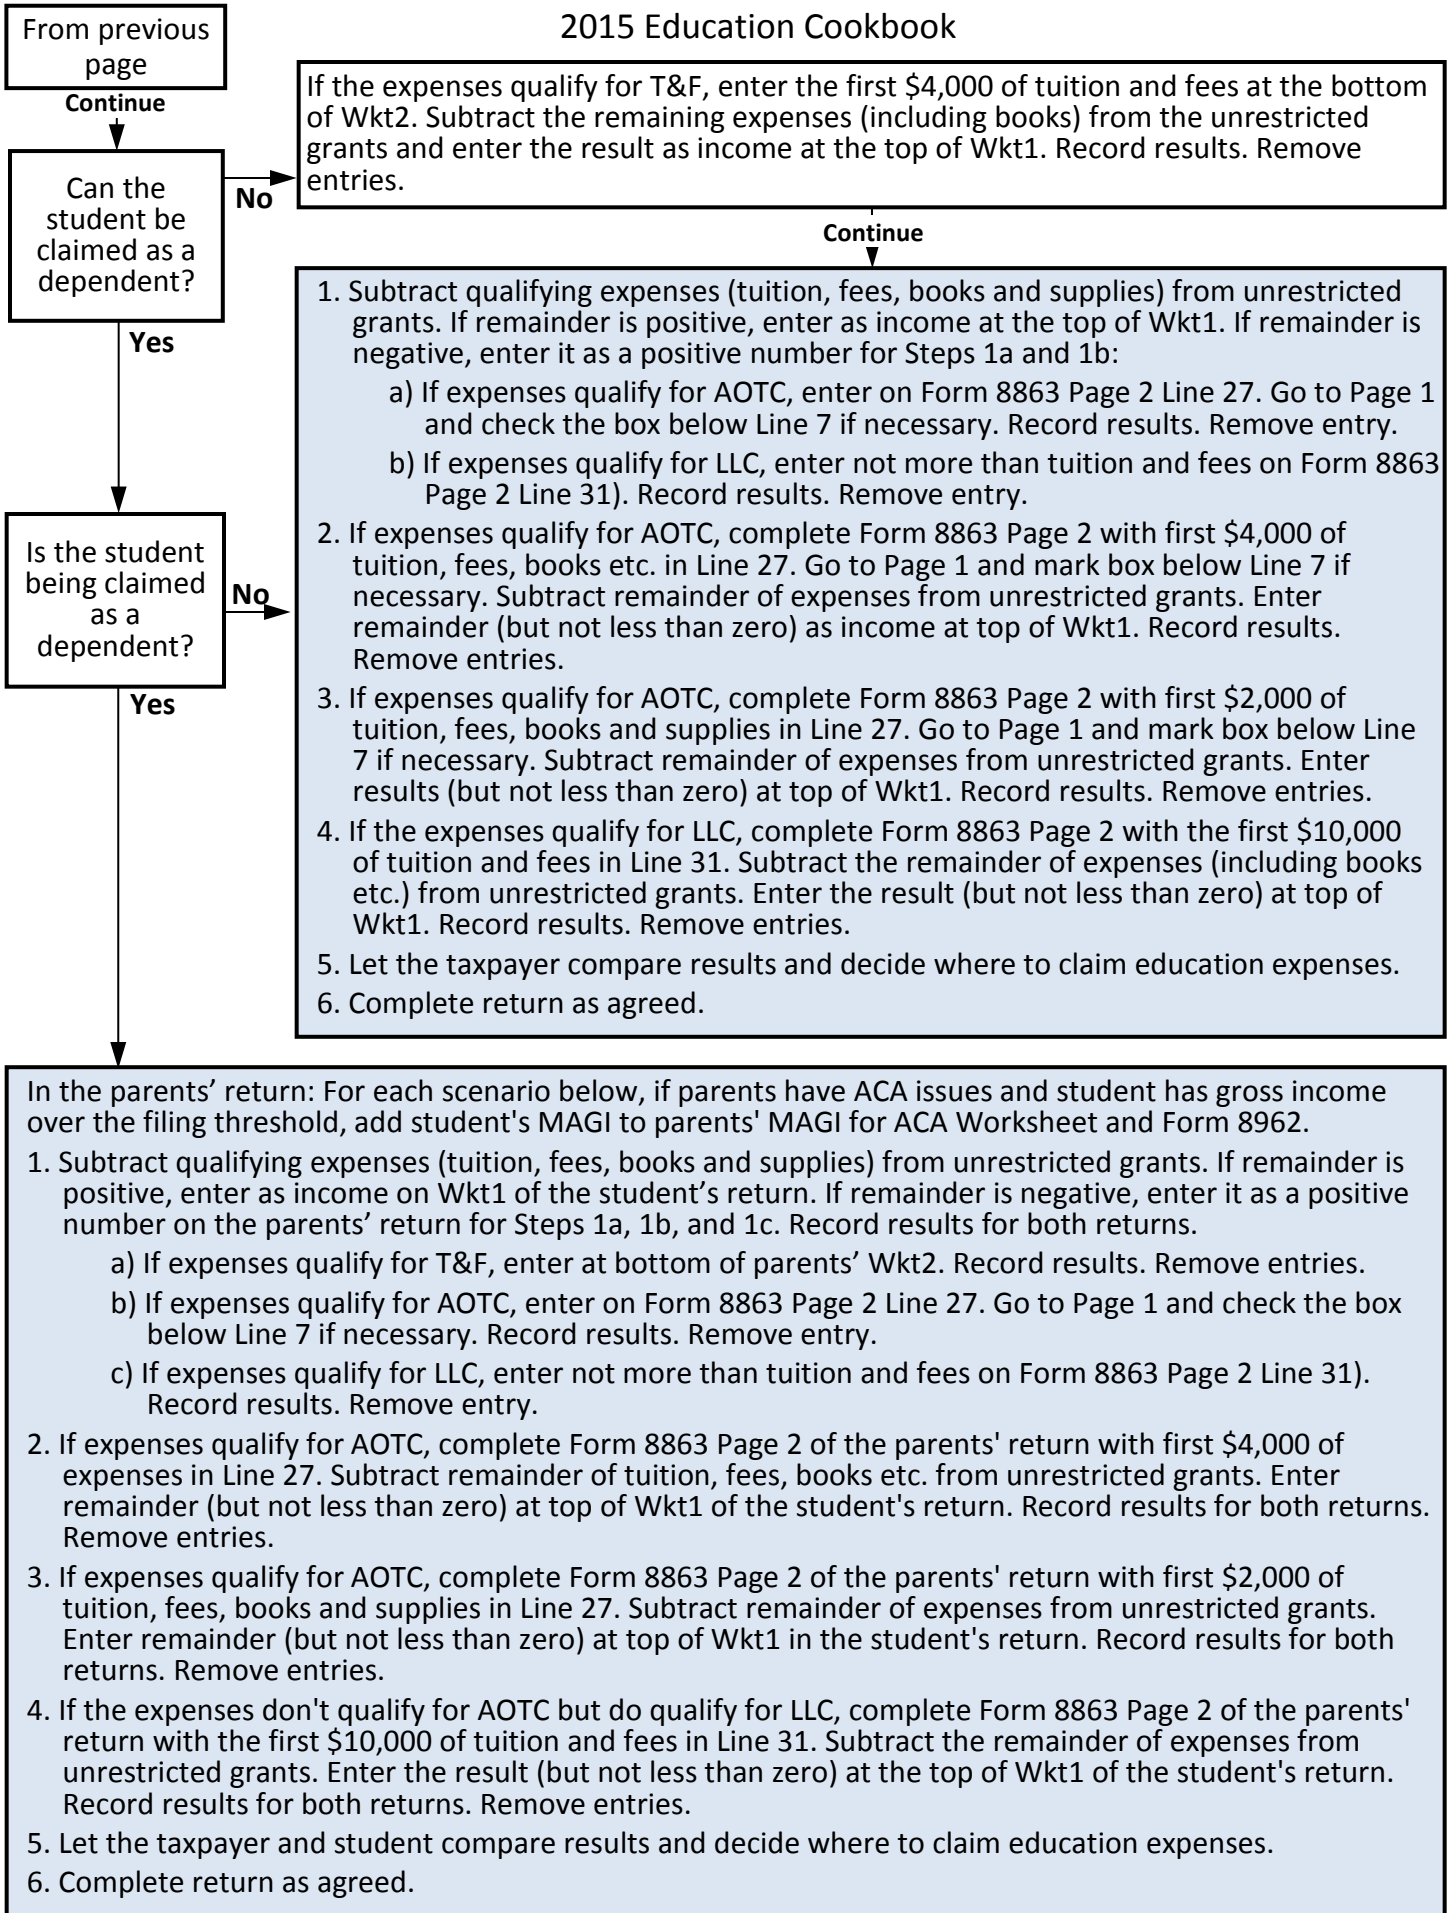 2015 Education Cookbook
From previous
page
Continue
Can the
student be
claimed as a
dependent?
No
If the expenses qualify for T&F, enter the first $4,000 of tuition and fees at the bottom
of Wkt2. Subtract the remaining expenses (including books) from the unrestricted
grants and enter the result as income at the top of Wkt1. Record results. Remove
entries.
Continue
Yes
Is the student
being claimed
as a
dependent?
No
1. Subtract qualifying expenses (tuition, fees, books and supplies) from unrestricted
grants. If remainder is positive, enter as income at the top of Wkt1. If remainder is
negative, enter it as a positive number for Steps 1a and 1b:
a) If expenses qualify for AOTC, enter on Form 8863 Page 2 Line 27. Go to Page 1
and check the box below Line 7 if necessary. Record results. Remove entry.
b) If expenses qualify for LLC, enter not more than tuition and fees on Form 8863
Page 2 Line 31). Record results. Remove entry.
2. If expenses qualify for AOTC, complete Form 8863 Page 2 with first $4,000 of
tuition, fees, books etc. in Line 27. Go to Page 1 and mark box below Line 7 if
necessary. Subtract remainder of expenses from unrestricted grants. Enter
remainder (but not less than zero) as income at top of Wkt1. Record results.
Remove entries.
3. If expenses qualify for AOTC, complete Form 8863 Page 2 with first $2,000 of
tuition, fees, books and supplies in Line 27. Go to Page 1 and mark box below Line
7 if necessary. Subtract remainder of expenses from unrestricted grants. Enter
results (but not less than zero) at top of Wkt1. Record results. Remove entries.
4. If the expenses qualify for LLC, complete Form 8863 Page 2 with the first $10,000
of tuition and fees in Line 31. Subtract the remainder of expenses (including books
etc.) from unrestricted grants. Enter the result (but not less than zero) at top of
Wkt1. Record results. Remove entries.
5. Let the taxpayer compare results and decide where to claim education expenses.
6. Complete return as agreed.
Yes
In the parents’ return: For each scenario below, if parents have ACA issues and student has gross income
over the filing threshold, add student's MAGI to parents' MAGI for ACA Worksheet and Form 8962.
1. Subtract qualifying expenses (tuition, fees, books and supplies) from unrestricted grants. If remainder is
positive, enter as income on Wkt1 of the student’s return. If remainder is negative, enter it as a positive
number on the parents’ return for Steps 1a, 1b, and 1c. Record results for both returns.
a) If expenses qualify for T&F, enter at bottom of parents’ Wkt2. Record results. Remove entries.
b) If expenses qualify for AOTC, enter on Form 8863 Page 2 Line 27. Go to Page 1 and check the box
below Line 7 if necessary. Record results. Remove entry.
c) If expenses qualify for LLC, enter not more than tuition and fees on Form 8863 Page 2 Line 31).
Record results. Remove entry.
2. If expenses qualify for AOTC, complete Form 8863 Page 2 of the parents' return with first $4,000 of
expenses in Line 27. Subtract remainder of tuition, fees, books etc. from unrestricted grants. Enter
remainder (but not less than zero) at top of Wkt1 of the student's return. Record results for both returns.
Remove entries.
3. If expenses qualify for AOTC, complete Form 8863 Page 2 of the parents' return with first $2,000 of
tuition, fees, books and supplies in Line 27. Subtract remainder of expenses from unrestricted grants.
Enter remainder (but not less than zero) at top of Wkt1 in the student's return. Record results for both
returns. Remove entries.
4. If the expenses don't qualify for AOTC but do qualify for LLC, complete Form 8863 Page 2 of the parents'
return with the first $10,000 of tuition and fees in Line 31. Subtract the remainder of expenses from
unrestricted grants. Enter the result (but not less than zero) at the top of Wkt1 of the student's return.
Record results for both returns. Remove entries.
5. Let the taxpayer and student compare results and decide where to claim education expenses.
6. Complete return as agreed.